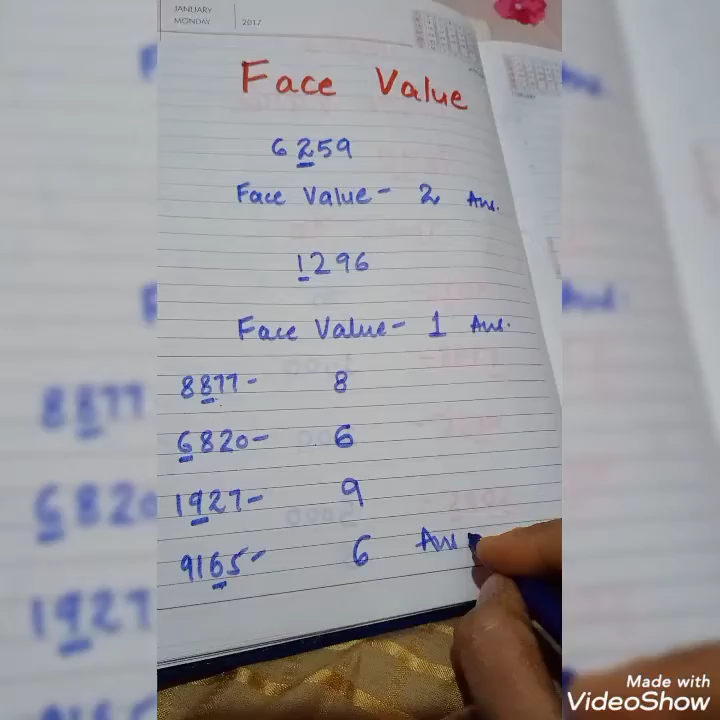 JANUARY
MONDAY 2017
Face Value
6259
Face Value - 2 Ans.
1296
Face Value - 1 Ans.
8877 - 8
6820 - 6
1927 - 9
9165 - 6 Ans
Made with
VideoShow